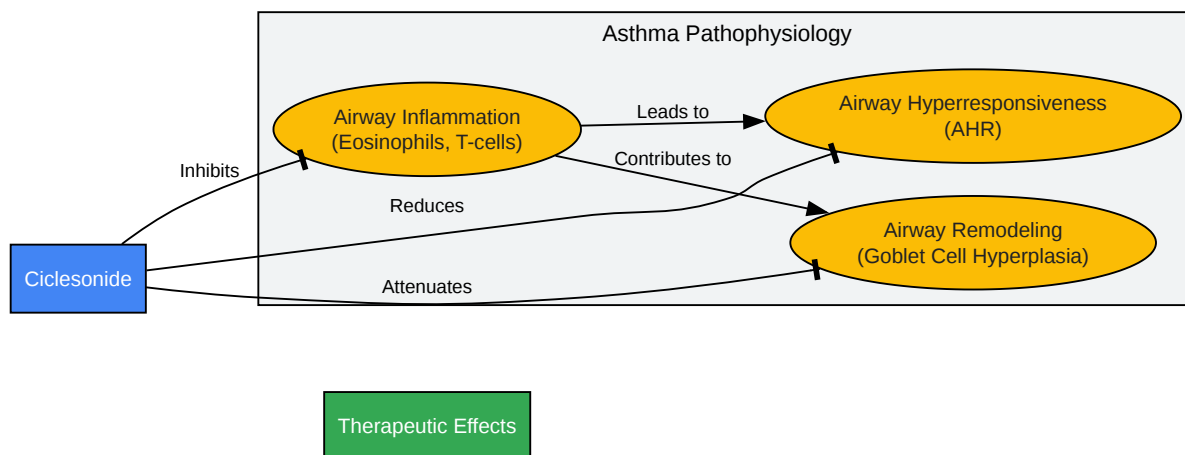 Asthma Pathophysiology
Airway Inflammation
(Eosinophils, T-cells)
Leads to
Airway Hyperresponsiveness
(AHR)
Inhibits
Contributes to
Reduces
Airway Remodeling
(Goblet Cell Hyperplasia)
Ciclesonide
Attenuates
Therapeutic Effects